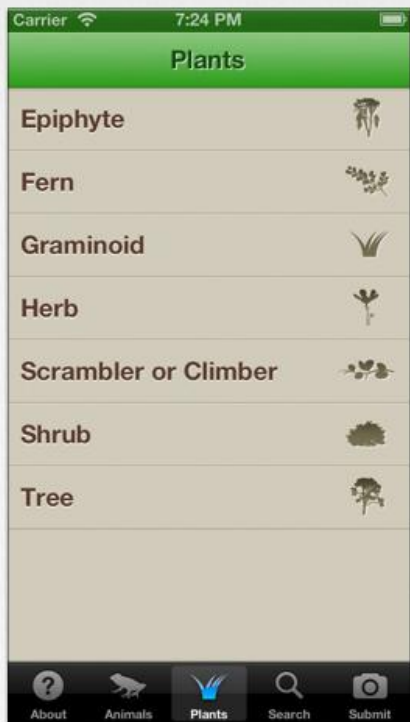 Carrier 7:24 PM
Plants
Epiphyte
Fern
Graminoid
Herb
Scrambler or Climber
Shrub
Tree
?
About Animals Plants Search Submit